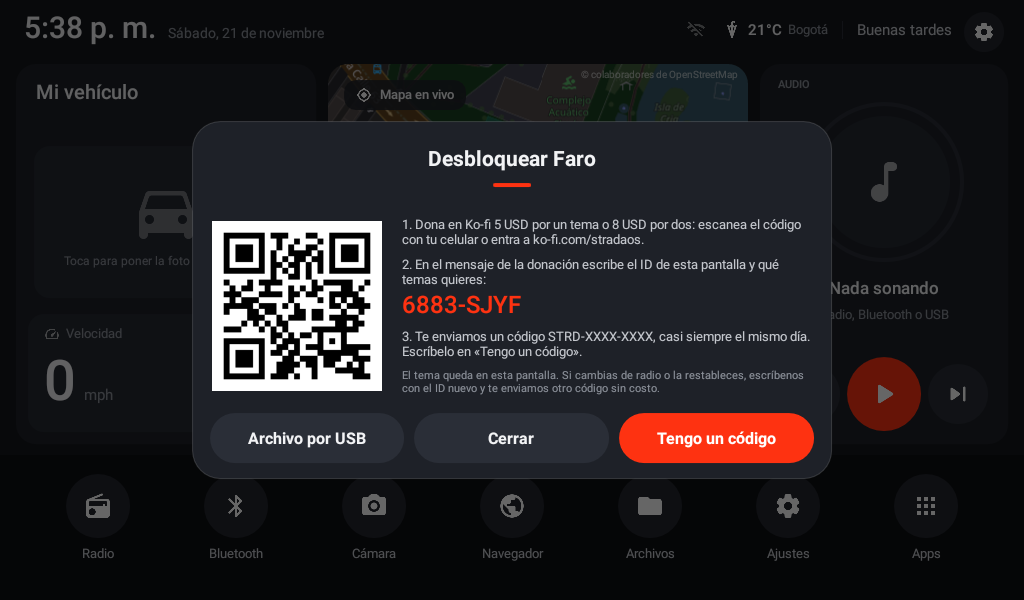 5:38 p. m.
Sábado, 21 de noviembre
21°C
Bogotá
Buenas tardes
Mi vehículo
© colaboradores de OpenStreetMap
Mapa en vivo
Complejo
Acuático
Isla de
AUDIO
Desbloquear Faro
1. Dona en Ko-fi 5 USD por un tema o 8 USD por dos: escanea el código
con tu celular o entra a ko-fi.com/stradaos.
2. En el mensaje de la donación escribe el ID de esta pantalla y qué
temas quieres:
6883-SJYF
3. Te enviamos un código STRD-XXXX-XXXX, casi siempre el mismo día.
Escríbelo en «Tengo un código».
El tema queda en esta pantalla. Si cambias de radio o la restableces, escríbenos
con el ID nuevo y te enviamos otro código sin costo.
Archivo por USB
Cerrar
Tengo un código
Toca para poner la foto
Velocidad
0 mph
Nada sonando
adio, Bluetooth o USB
Radio
Bluetooth
Cámara
Navegador
Archivos
Ajustes
Apps